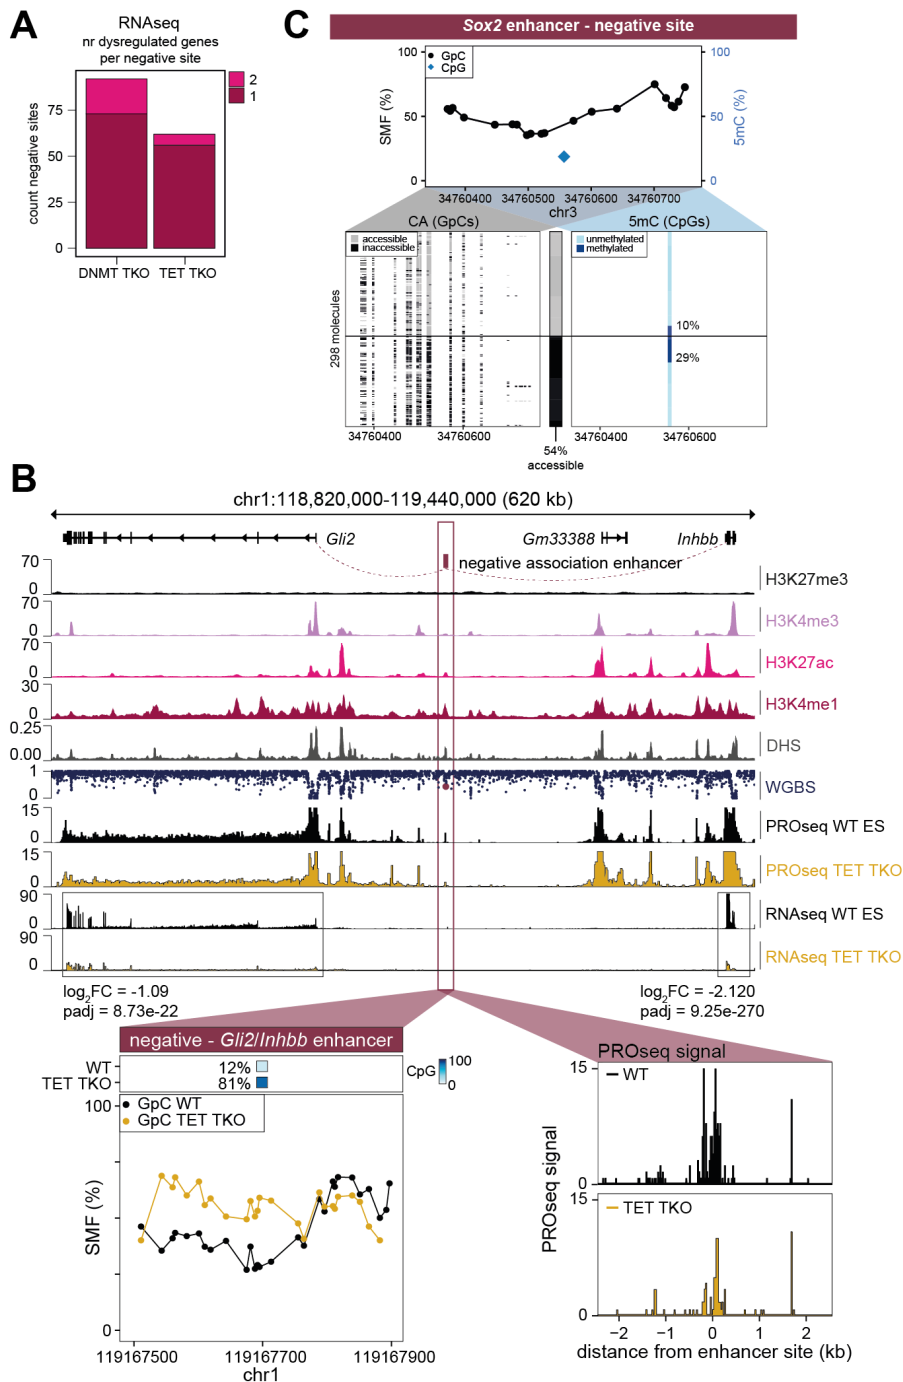 A
RNAseq
nr dysregulated genes
per negative site
2
1
count negative sites
75
50
25
0
DNMT TKO
TET TKO
C
Sox2 enhancer - negative site
100
50
0
SMF (%)
GpC
CpG
100
50
0
5mC (%)
34760400
34760500
34760600
34760700
chr3
CA (GpCs)
5mC (CpGs)
accessible
inaccessible
unmethylated
methylated
298 molecules
10%
29%
34760400
34760600
54%
accessible
34760400
34760600
B
chr1:118,820,000-119,440,000 (620 kb)
Gli2
Gm33388
Inhbb
negative association enhancer
70
0
H3K27me3
70
0
H3K4me3
70
0
H3K27ac
30
0
H3K4me1
0.25
0.00
DHS
1
0
WGBS
15
0
PROseq WT ES
15
0
PROseq TET TKO
90
0
RNAseq WT ES
90
0
RNAseq TET TKO
log2FC = -1.09
padj = 8.73e-22
log2FC = -2.120
padj = 9.25e-270
negative - Gli2/Inhbb enhancer
WT
12%
TET TKO
81%
CpG
100
0
GpC WT
GpC TET TKO
100
0
SMF (%)
119167500
119167700
119167900
chr1
PROseq signal
WT
15
0
TET TKO
15
0
PROseq signal
−2
−1
0
1
2
distance from enhancer site (kb)